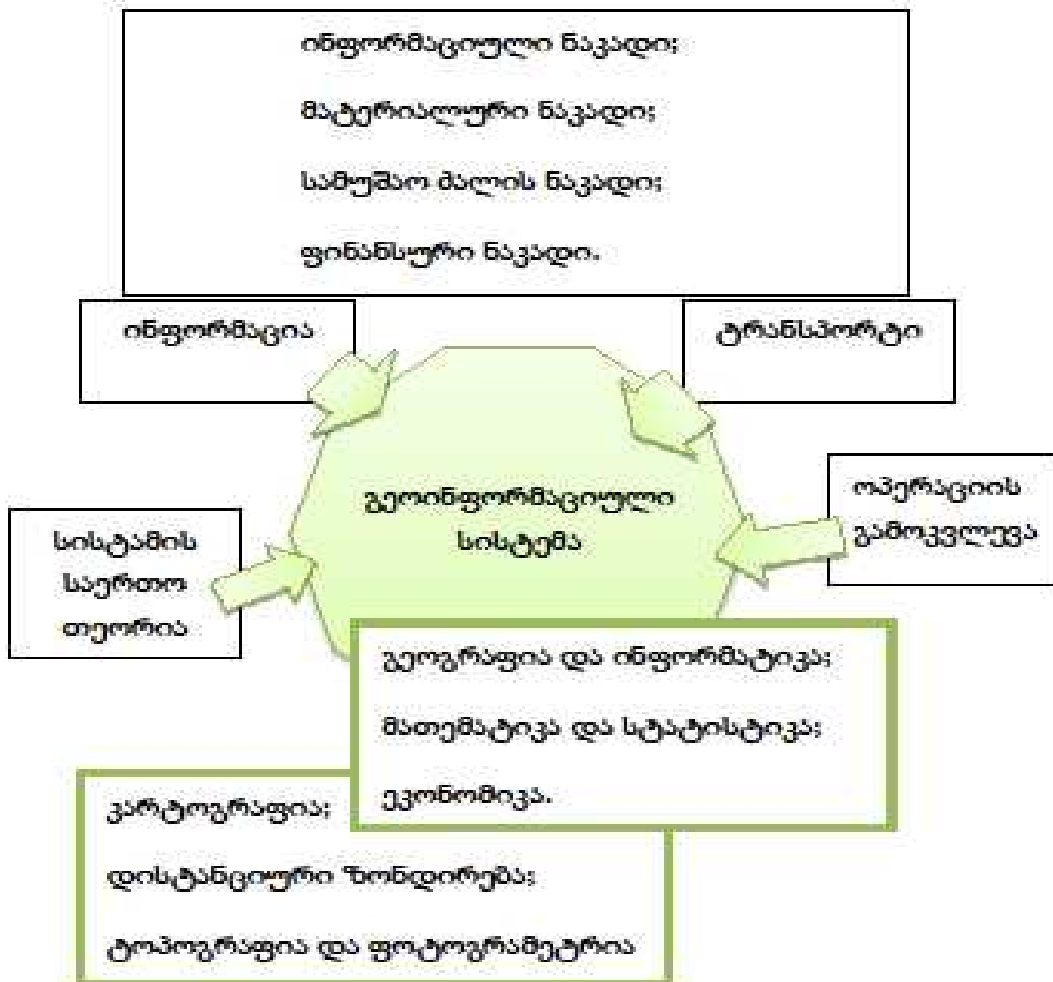 ინფორმაციული ნაკადი;
მატერიალური ნაკადი;
სამუშაო ძალის ნაკადი;
ფინანსური ნაკადი.
ინფორმაცია
ტრანსპორტი
გეოინფორმაციული
სისტემა
ოპერაციის
გამოკვლევა
სისტამის
საერთო
თეორია
გეოგრაფია და ინფორმატიკა;
მათემატიკა და სტატისტიკა;
ეკონომიკა.
კარტოგრაფია;
დისტანციური ზონდირება;
ტოპოგრაფია და ფოტოგრამეტრია